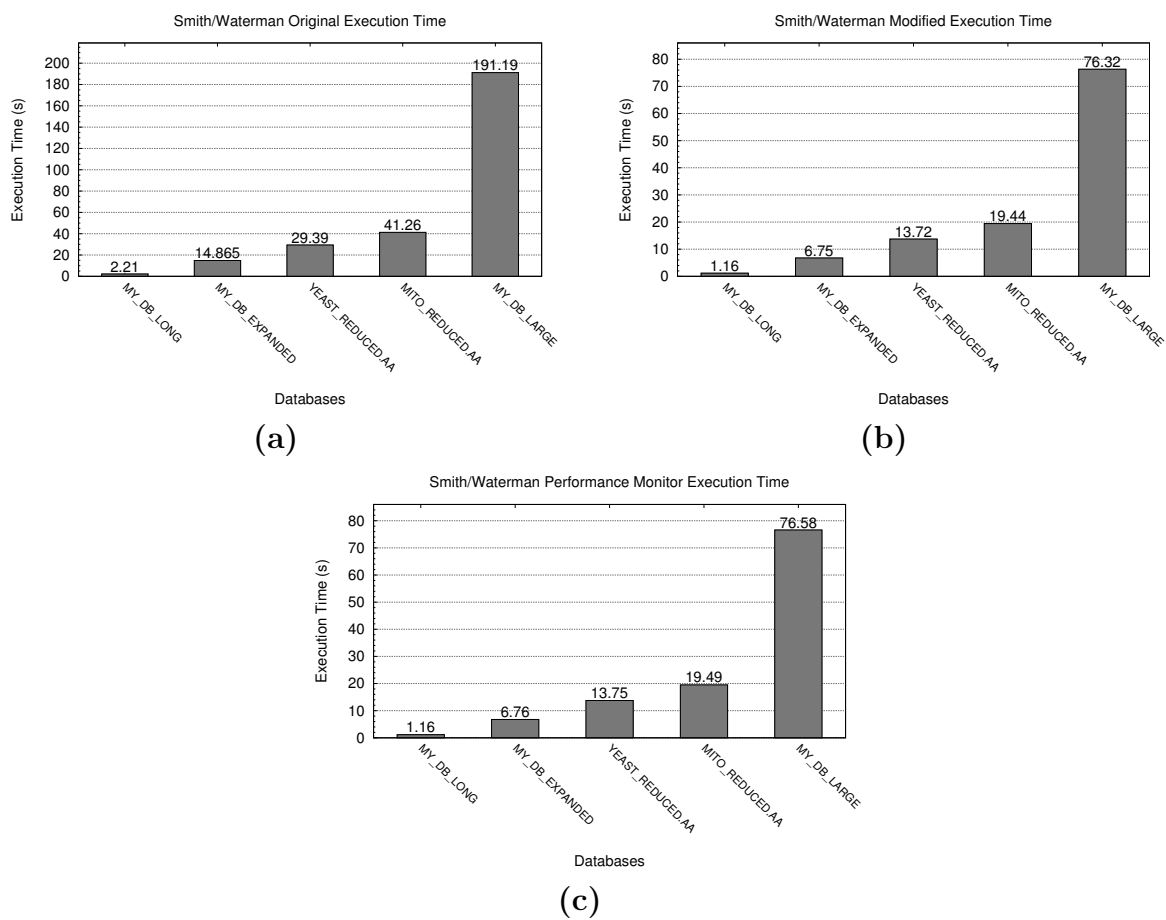 Smith/Waterman Original Execution Time
Execution Time (s)
200
180
160
140
120
100
80
60
40
20
0
2.21
14.865
29.39
41.26
191.19
MY_DB_LONG
MY_DB_EXPANDED
YEAST_REDUCED.AA
MITO_REDUCED.AA
MY_DB_LARGE
Databases
(a)
Smith/Waterman Modified Execution Time
Execution Time (s)
80
70
60
50
40
30
20
10
0
1.16
6.75
13.72
19.44
76.32
MY_DB_LONG
MY_DB_EXPANDED
YEAST_REDUCED.AA
MITO_REDUCED.AA
MY_DB_LARGE
Databases
(b)
Smith/Waterman Performance Monitor Execution Time
Execution Time (s)
80
70
60
50
40
30
20
10
0
1.16
6.76
13.75
19.49
76.58
MY_DB_LONG
MY_DB_EXPANDED
YEAST_REDUCED.AA
MITO_REDUCED.AA
MY_DB_LARGE
Databases
(c)